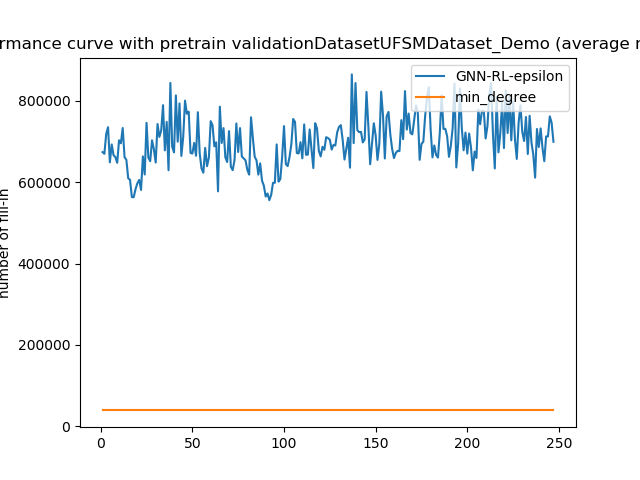 rmance curve with pretrain validationDatasetUFSMDataset_Demo (average
GNN-RL-epsilon
min_degree
number of fill-in
800000
600000
400000
200000
0
0 50 100 150 200 250